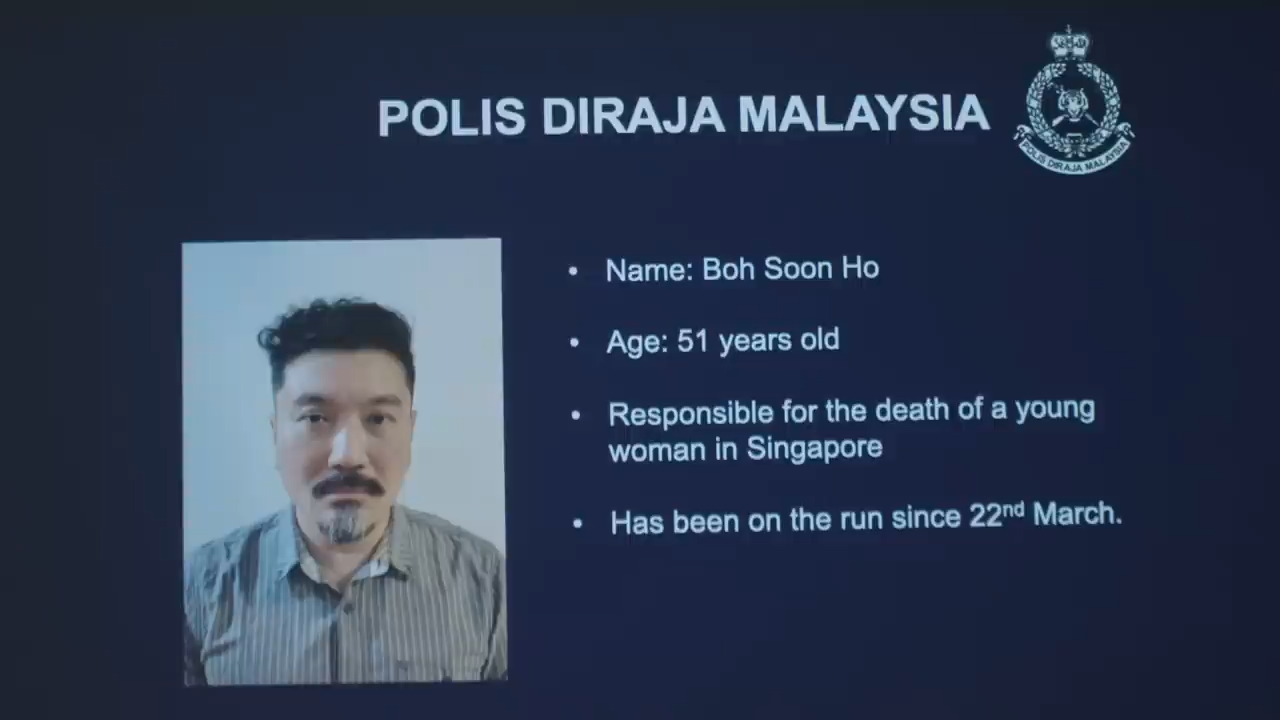 POLIS DIRAJA MALAYSIA
POLIS DIRAJA MALAYSIA
• Name: Boh Soon Ho
• Age: 51 years old
• Responsible for the death of a young
woman in Singapore
• Has been on the run since 22nd March.